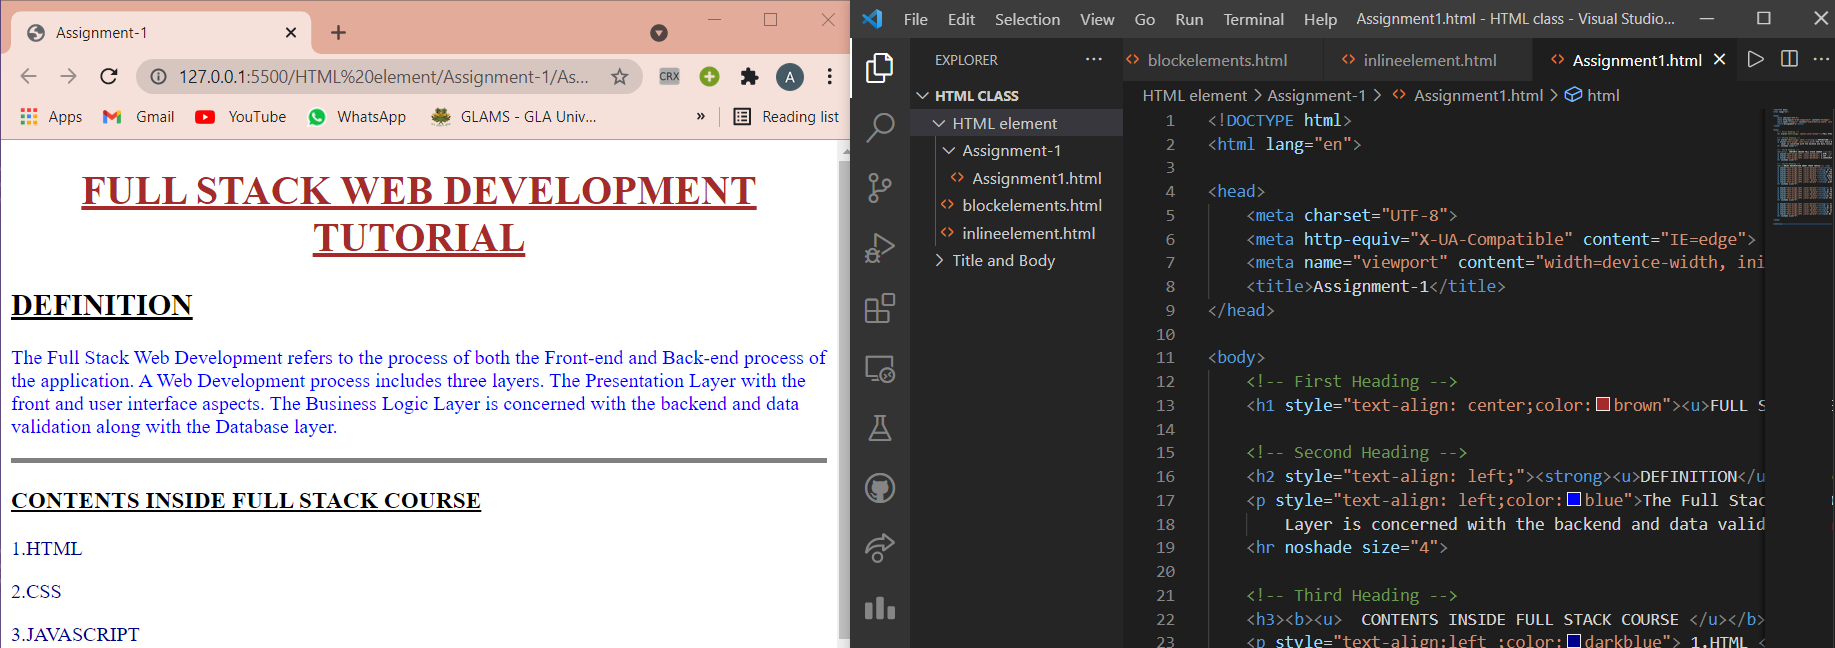 Assignment-1
127.0.0.1:5500/HTML%20element/Assignment-1/As...
CRX
A
Apps
Gmail
YouTube
WhatsApp
GLAMS - GLA Univ...
»
Reading list
FULL STACK WEB DEVELOPMENT
TUTORIAL
DEFINITION
The Full Stack Web Development refers to the process of both the Front-end and Back-end process of
the application. A Web Development process includes three layers. The Presentation Layer with the
front and user interface aspects. The Business Logic Layer is concerned with the backend and data
validation along with the Database layer.
CONTENTS INSIDE FULL STACK COURSE
1.HTML
2.CSS
3.JAVASCRIPT
File Edit Selection View Go Run Terminal Help Assignment1.html - HTML class - Visual Studio...
EXPLORER ···
HTML CLASS
HTML element
Assignment-1
Assignment1.html
blockelements.html
inlineelement.html
Title and Body
blockelements.html
inlineelement.html
Assignment1.html
HTML element > Assignment-1 > Assignment1.html > html
1 <!DOCTYPE html>
2 <html lang="en">
3
4 <head>
5 <meta charset="UTF-8">
6 <meta http-equiv="X-UA-Compatible" content="IE=edge">
7 <meta name="viewport" content="width=device-width, ini
8 <title>Assignment-1</title>
9 </head>
10
11 <body>
12 <!-- First Heading -->
13 <h1 style="text-align: center;color:brown"><u>FULL S
14
15 <!-- Second Heading -->
16 <h2 style="text-align: left;"><strong><u>DEFINITION</u
17 <p style="text-align: left;color:blue">The Full Stac
18 Layer is concerned with the backend and data valid
19 <hr noshade size="4">
20
21 <!-- Third Heading -->
22 <h3><b><u> CONTENTS INSIDE FULL STACK COURSE </u></b>
23 <p style="text-align:left ;color:darkblue"> 1.HTML <